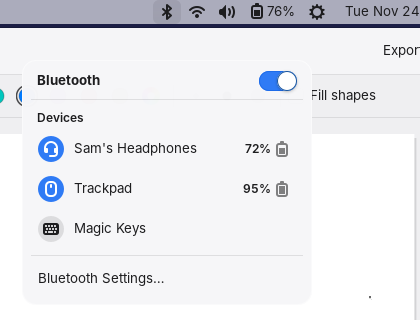 76% Tue Nov 24
Expor
Bluetooth
Fill shapes
Devices
Sam's Headphones 72%
Trackpad 95%
Magic Keys
Bluetooth Settings...